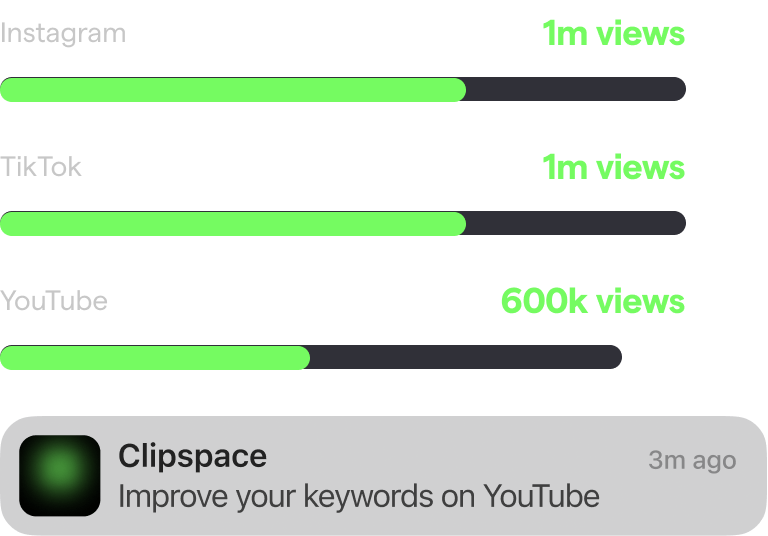 Instagram 1m views
TikTok 1m views
YouTube 600k views
Clipspace 3m ago
Improve your keywords on YouTube